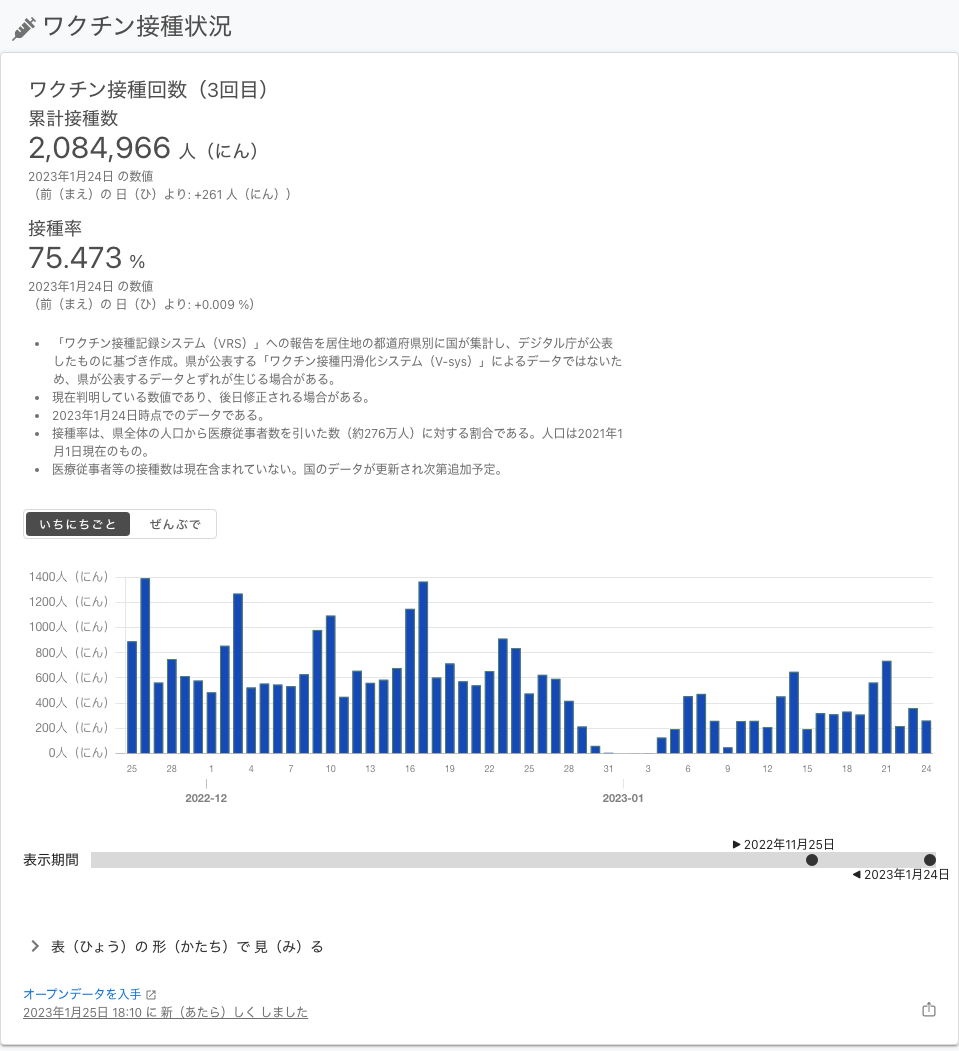 ワクチン接種状況
ワクチン接種回数（3回目）
累計接種数
2,084,966 人（にん）
2023年1月24日 の数値
（前（まえ）の 日（ひ）より: +261 人（にん））
接種率
75.473 %
2023年1月24日 の数値
（前（まえ）の 日（ひ）より: +0.009 %）
• 「ワクチン接種記録システム（VRS）」への報告を居住地の都道府県別に国が集計し、デジタル庁が公表
したものに基づき作成。県が公表する「ワクチン接種円滑化システム（V-sys）」によるデータではないた
め、県が公表するデータとずれが生じる場合がある。
• 現在判明している数値であり、後日修正される場合がある。
• 2023年1月24日時点でのデータである。
• 接種率は、県全体の人口から医療従事者数を引いた数（約276万人）に対する割合である。人口は2021年1
月1日現在のもの。
• 医療従事者等の接種数は現在含まれていない。国のデータが更新され次第追加予定。
いちにちごと ぜんぶで
1400人（にん）
1200人（にん）
1000人（にん）
800人（にん）
600人（にん）
400人（にん）
200人（にん）
0人（にん）
25 28 1 4 7 10 13 16 19 22 25 28 31 3 6 9 12 15 18 21 24
2022-12 2023-01
▶ 2022年11月25日
表示期間
◀ 2023年1月24日
表（ひょう）の 形（かたち）で 見（み）る
オープンデータを入手
2023年1月25日 18:10 に 新（あたら）しく しました